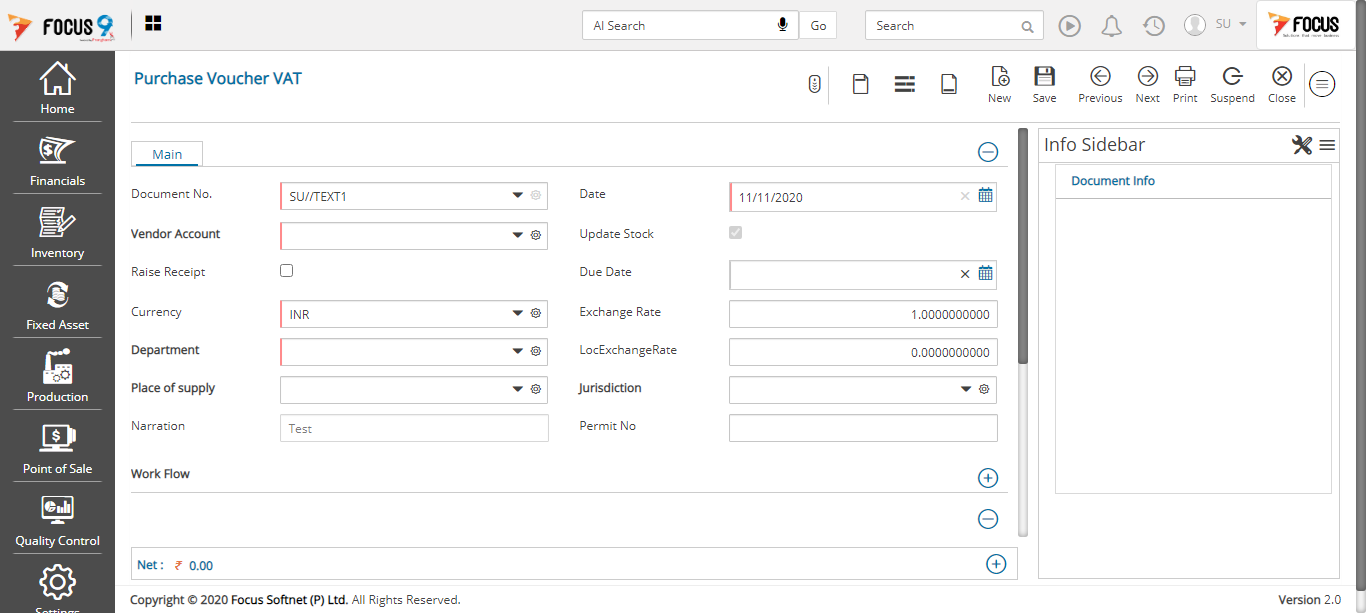 FOCUS 9
AI Search
Go
Search
SU
FOCUS
Home
Financials
Inventory
Fixed Asset
Production
Point of Sale
Quality Control
Settings
Purchase Voucher VAT
New
Save
Previous
Next
Print
Suspend
Close
Main
Document No.
SU//TEXT1
Date
11/11/2020
Vendor Account
Update Stock
Raise Receipt
Due Date
Currency
INR
Exchange Rate
1.0000000000
Department
LocExchangeRate
0.0000000000
Place of supply
Jurisdiction
Narration
Test
Permit No
Work Flow
Net : ₹ 0.00
Info Sidebar
Document Info
Copyright © 2020 Focus Softnet (P) Ltd. All Rights Reserved.
Version 2.0